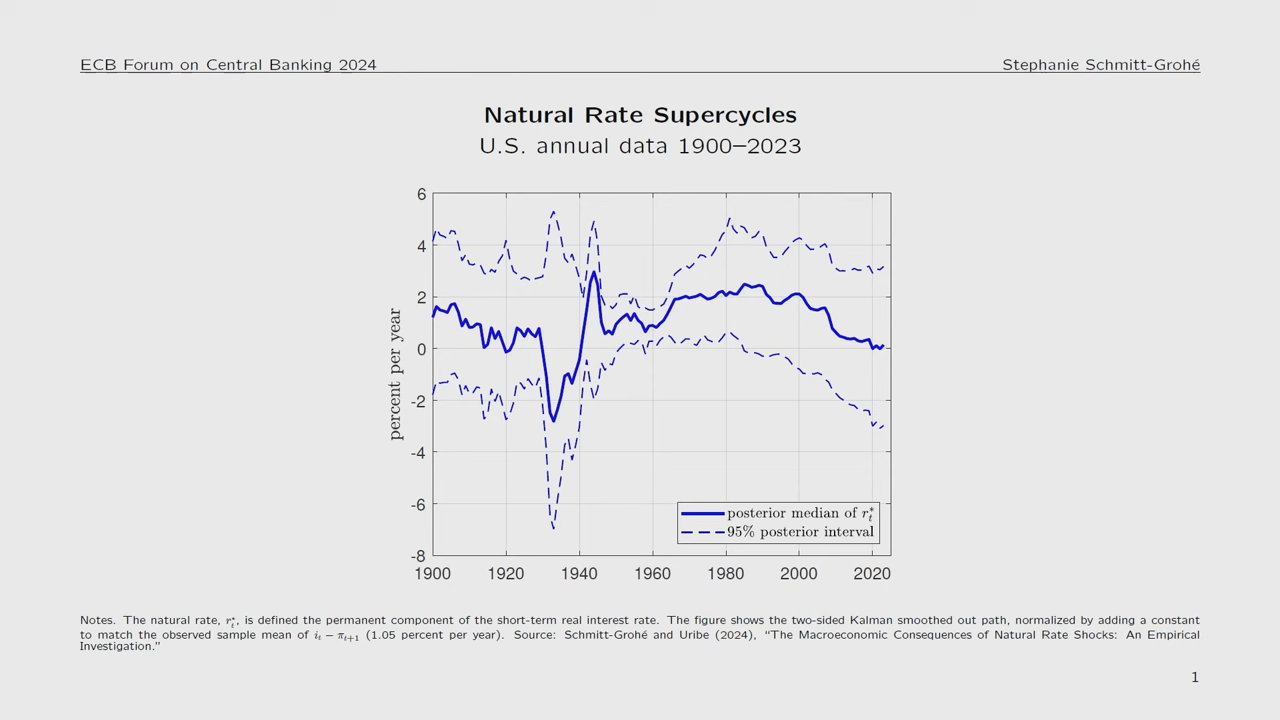 ECB Forum on Central Banking 2024
Stephanie Schmitt-Grohé
Natural Rate Supercycles
U.S. annual data 1900–2023
percent per year
6
4
2
0
-2
-4
-6
-8
1900 1920 1940 1960 1980 2000 2020
posterior median of r*t
95% posterior interval
Notes. The natural rate, r*t, is defined the permanent component of the short-term real interest rate. The figure shows the two-sided Kalman smoothed out path, normalized by adding a constant
to match the observed sample mean of it − πt+1 (1.05 percent per year). Source: Schmitt-Grohé and Uribe (2024), “The Macroeconomic Consequences of Natural Rate Shocks: An Empirical
Investigation.”
1